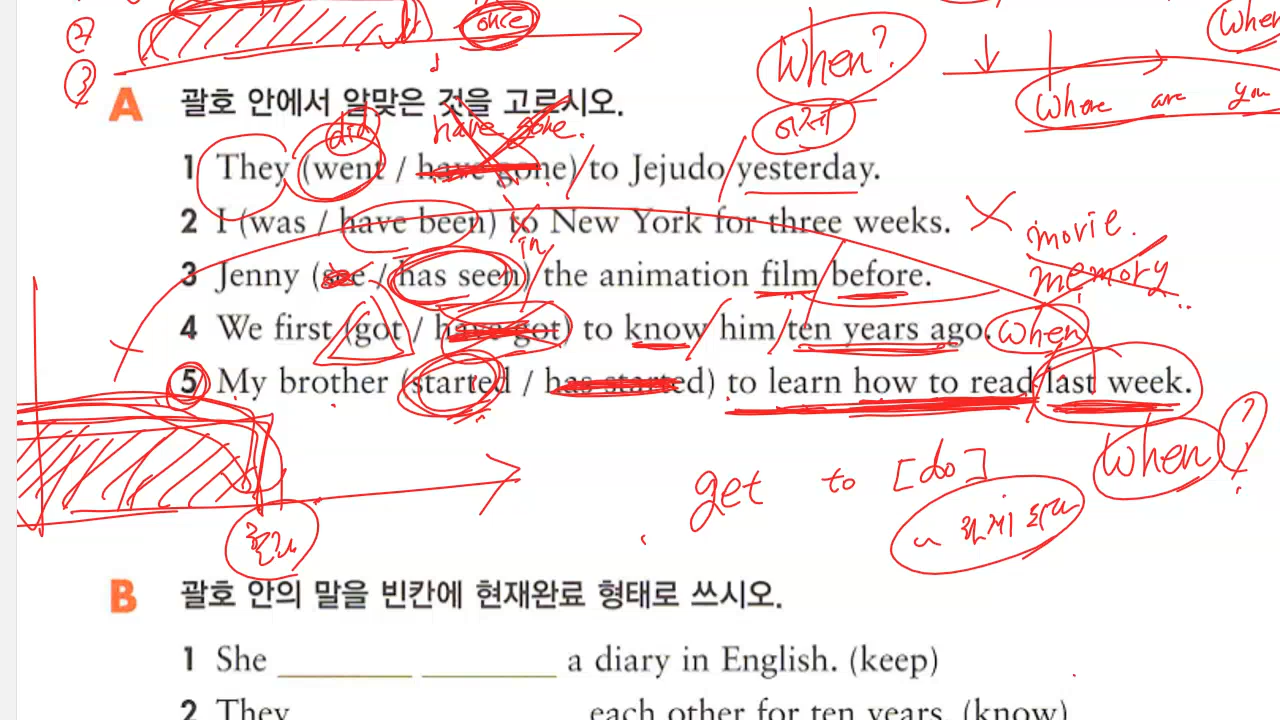 ② once
③
When?
When
Where are you
A 괄호 안에서 알맞은 것을 고르시오.
did have gone.
어제
1 They (went / have gone) to Jejudo yesterday.
2 I (was / have been) to New York for three weeks.
in
movie.
memory
3 Jenny (see / has seen) the animation film before.
4 We first (got / have got) to know him ten years ago. When
5 My brother (started / has started) to learn how to read last week.
When?
get to [do]
~하게 되다
B 괄호 안의 말을 빈칸에 현재완료 형태로 쓰시오.
1 She ________ ________ a diary in English. (keep)
2 They each other for ten years. (know)